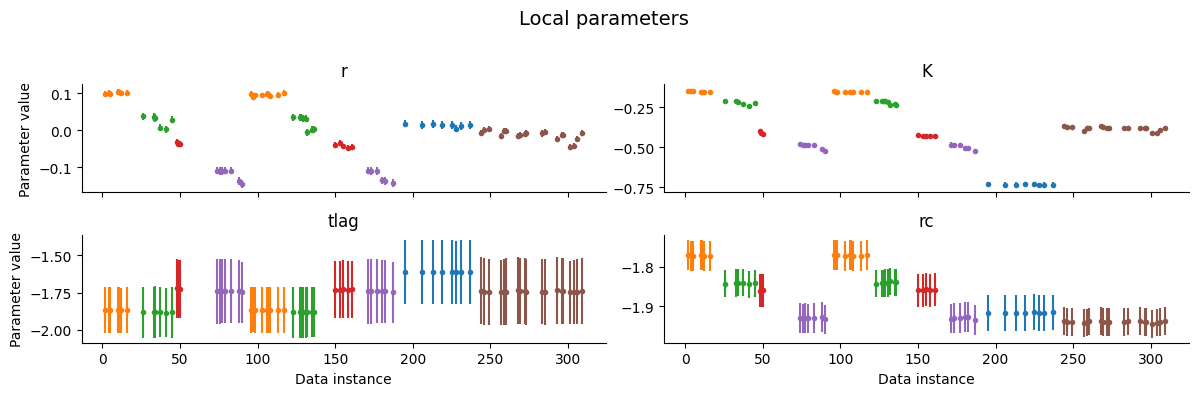 Local parameters
r
K
Parameter value
0.1
0.0
−0.1
−0.25
−0.50
−0.75
tlag
rc
Parameter value
−1.50
−1.75
−2.00
−1.8
−1.9
0 50 100 150 200 250 300
0 50 100 150 200 250 300
Data instance
Data instance